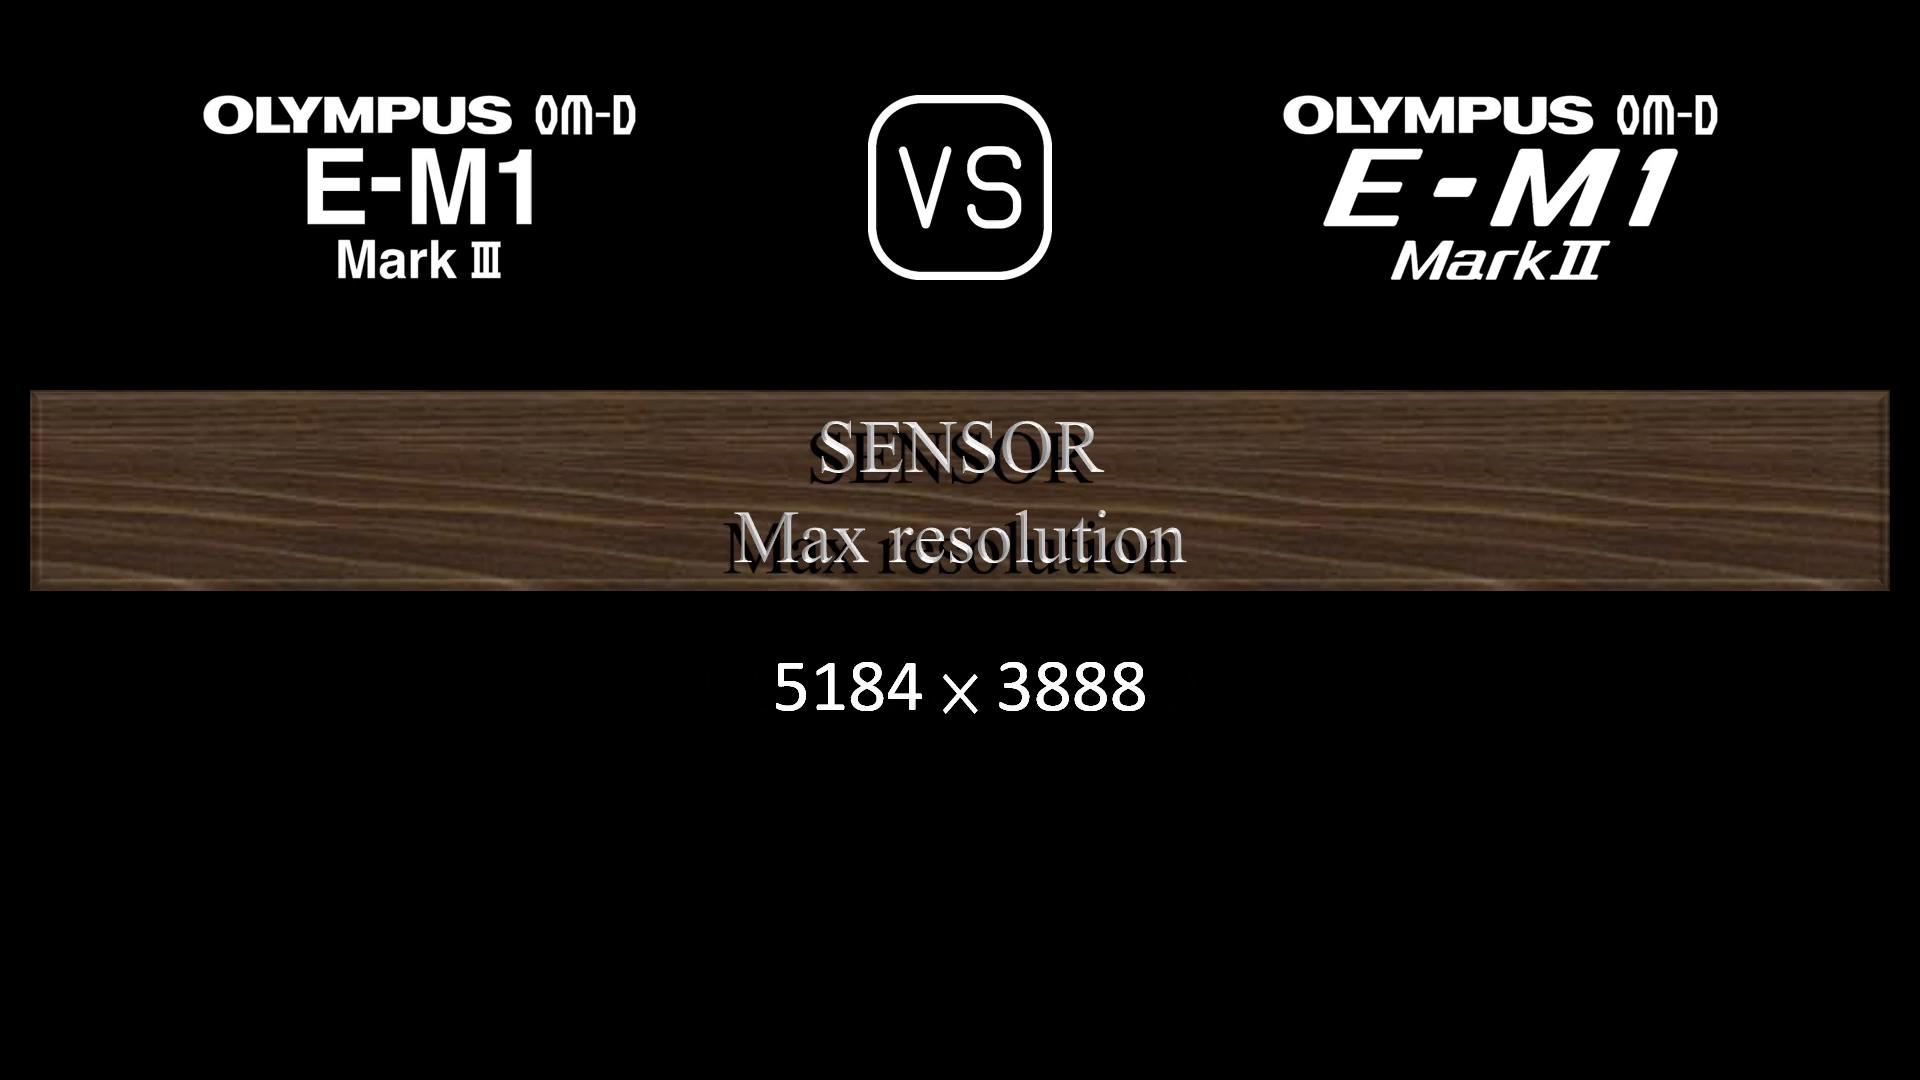 OLYMPUS OM-D
E-M1
Mark III
VS
OLYMPUS OM-D
E-M1
Mark II
SENSOR
Max resolution
5184 x 3888